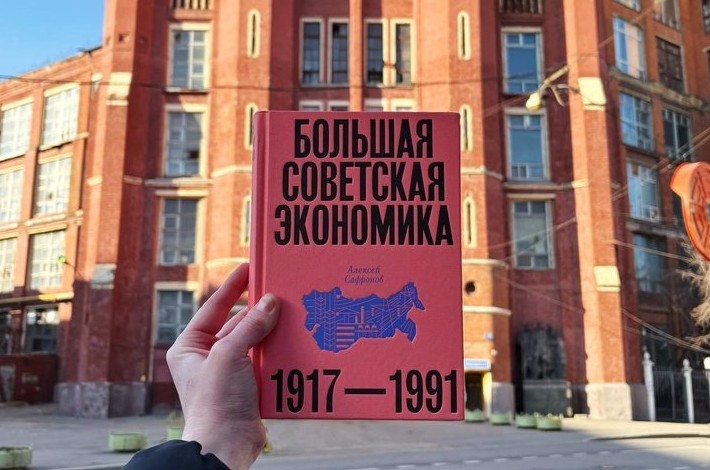 БОЛЬШАЯ
СОВЕТСКАЯ
ЭКОНОМИКА
Алексей
Сафронов
1917—1991